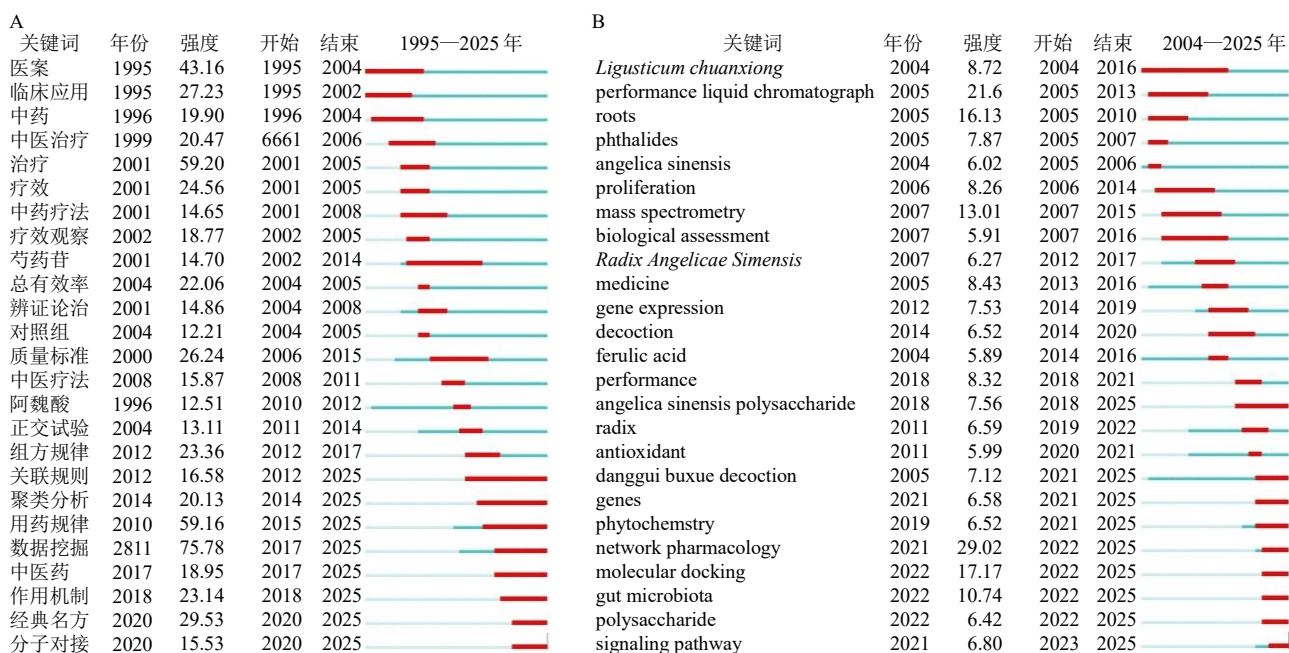 A
关键词 年份 强度 开始 结束 1995—2025 年
医案 1995 43.16 1995 2004
临床应用 1995 27.23 1995 2002
中药 1996 19.90 1996 2004
中医治疗 1999 20.47 6661 2006
治疗 2001 59.20 2001 2005
疗效 2001 24.56 2001 2005
中药疗法 2001 14.65 2001 2008
疗效观察 2002 18.77 2002 2005
芍药苷 2001 14.70 2002 2014
总有效率 2004 22.06 2004 2005
辨证论治 2001 14.86 2004 2008
对照组 2004 12.21 2004 2005
质量标准 2000 26.24 2006 2015
中医疗法 2008 15.87 2008 2011
阿魏酸 1996 12.51 2010 2012
正交试验 2004 13.11 2011 2014
组方规律 2012 23.36 2012 2017
关联规则 2012 16.58 2012 2025
聚类分析 2014 20.13 2014 2025
用药规律 2010 59.16 2015 2025
数据挖掘 2811 75.78 2017 2025
中医药 2017 18.95 2017 2025
作用机制 2018 23.14 2018 2025
经典名方 2020 29.53 2020 2025
分子对接 2020 15.53 2020 2025
B
关键词 年份 强度 开始 结束 2004—2025 年
Ligusticum chuanxiong 2004 8.72 2004 2016
performance liquid chromatograph 2005 21.6 2005 2013
roots 2005 16.13 2005 2010
phthalides 2005 7.87 2005 2007
angelica sinensis 2004 6.02 2005 2006
proliferation 2006 8.26 2006 2014
mass spectrometry 2007 13.01 2007 2015
biological assessment 2007 5.91 2007 2016
Radix Angelicae Simensis 2007 6.27 2012 2017
medicine 2005 8.43 2013 2016
gene expression 2012 7.53 2014 2019
decoction 2014 6.52 2014 2020
ferulic acid 2004 5.89 2014 2016
performance 2018 8.32 2018 2021
angelica sinensis polysaccharide 2018 7.56 2018 2025
radix 2011 6.59 2019 2022
antioxidant 2011 5.99 2020 2021
danggui buxue decoction 2005 7.12 2021 2025
genes 2021 6.58 2021 2025
phytochemstry 2019 6.52 2021 2025
network pharmacology 2021 29.02 2022 2025
molecular docking 2022 17.17 2022 2025
gut microbiota 2022 10.74 2022 2025
polysaccharide 2022 6.42 2022 2025
signaling pathway 2021 6.80 2023 2025